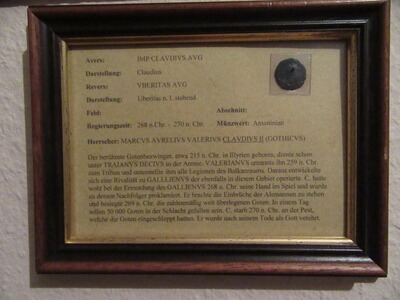 Avers: IMP CLAVDIVS AVG
Darstellung: Claudius
Revers: VBERITAS AVG
Darstellung: Uberitas n. l. stehend
Feld: Abschnitt:
Regierungszeit: 268 n.Chr. - 270 n. Chr. Münzwert: Antoninian
Herrscher: MARCVS AVRELIVS VALERIVS CLAVDIVS II (GOTHICVS)
Der berühmte Gotenbezwinger, etwa 215 n. Chr. in Illyrien geboren, diente schon
unter TRAIANVS DECIVS in der Armee. VALERIANVS ernannte ihn 259 n. Chr.
zum Tribun und unterstellte ihm alle Legionen des Balkanraums. Daraus entwickelte
sich eine Rivalität zu GALLIENVS der ebenfalls in diesem Gebiet operierte. C. hatte
wohl bei der Ermordung des GALLIENVS 268 n. Chr. seine Hand im Spiel und wurde
zu dessen Nachfolger proklamiert. Er brachte die Einbrüche der Alemannen zu stehen
und besiegte 269 n. Chr. die zahlenmäßig weit überlegenen Goten. In einem Tag
sollen 50 000 Goten in der Schlacht gefallen sein. C. starb 270 n. Chr. an der Pest,
welche die Goten eingeschleppt hatten. Er wurde nach seinem Tode als Gott verehrt.